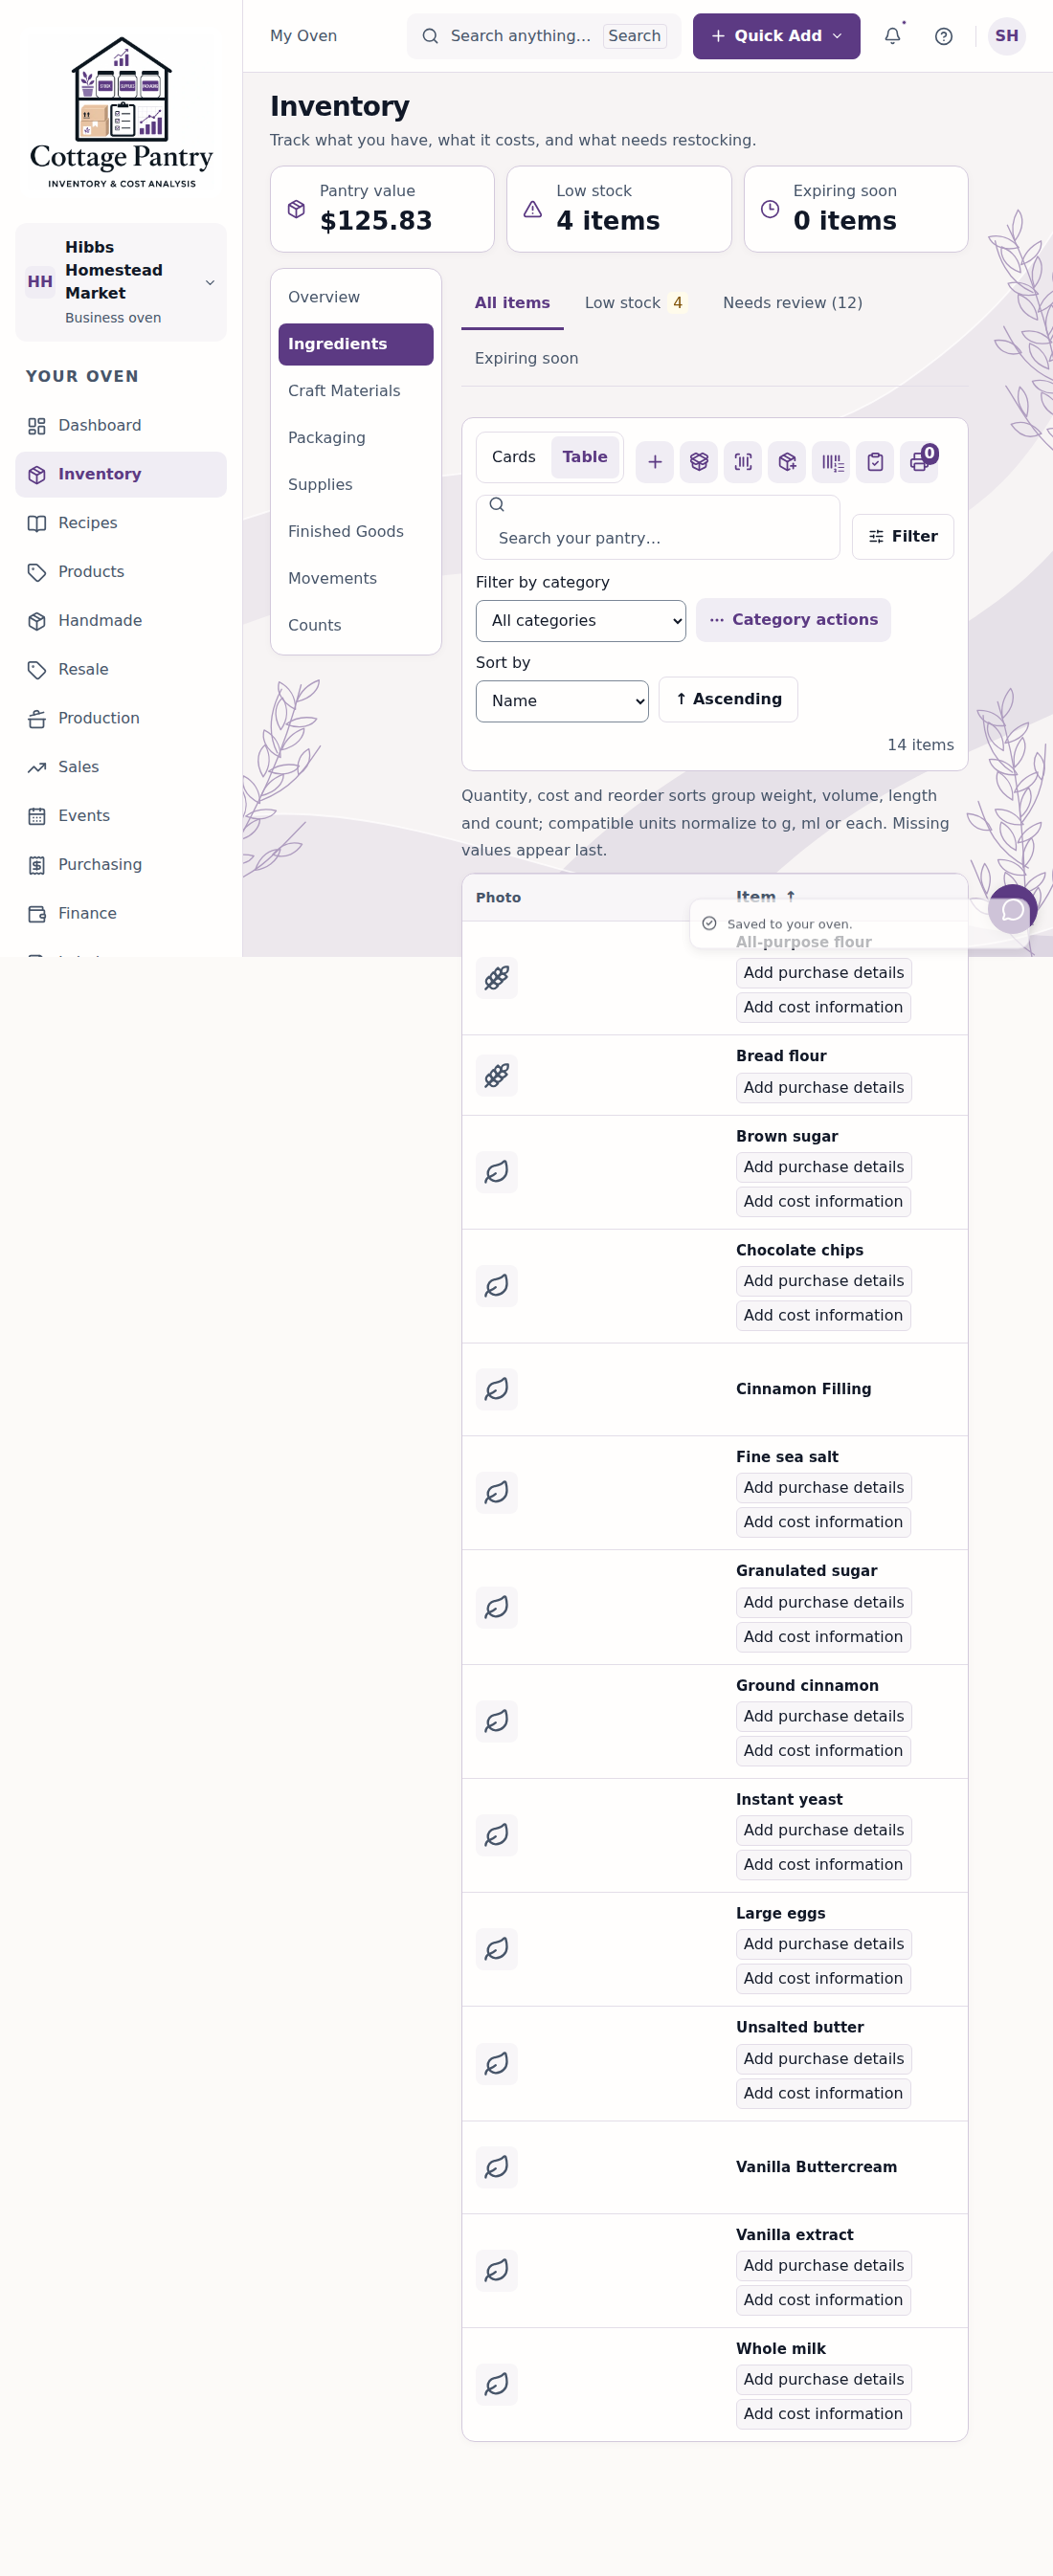 Cottage Pantry
INVENTORY & COST ANALYSIS
HH
Hibbs
Homestead
Market
Business oven
YOUR OVEN
Dashboard
Inventory
Recipes
Products
Handmade
Resale
Production
Sales
Events
Purchasing
Finance
My Oven
Search anything...
Search
Quick Add
SH
Inventory
Track what you have, what it costs, and what needs restocking.
Pantry value
$125.83
Low stock
4 items
Expiring soon
0 items
Overview
Ingredients
Craft Materials
Packaging
Supplies
Finished Goods
Movements
Counts
All items
Low stock 4
Needs review (12)
Expiring soon
Cards
Table
0
Search your pantry...
Filter
Filter by category
All categories
Category actions
Sort by
Name
↑ Ascending
14 items
Quantity, cost and reorder sorts group weight, volume, length
and count; compatible units normalize to g, ml or each. Missing
values appear last.
Photo
Item ↑
Saved to your oven.
All-purpose flour
Add purchase details
Add cost information
Bread flour
Add purchase details
Brown sugar
Add purchase details
Add cost information
Chocolate chips
Add purchase details
Add cost information
Cinnamon Filling
Fine sea salt
Add purchase details
Add cost information
Granulated sugar
Add purchase details
Add cost information
Ground cinnamon
Add purchase details
Add cost information
Instant yeast
Add purchase details
Add cost information
Large eggs
Add purchase details
Add cost information
Unsalted butter
Add purchase details
Add cost information
Vanilla Buttercream
Vanilla extract
Add purchase details
Add cost information
Whole milk
Add purchase details
Add cost information